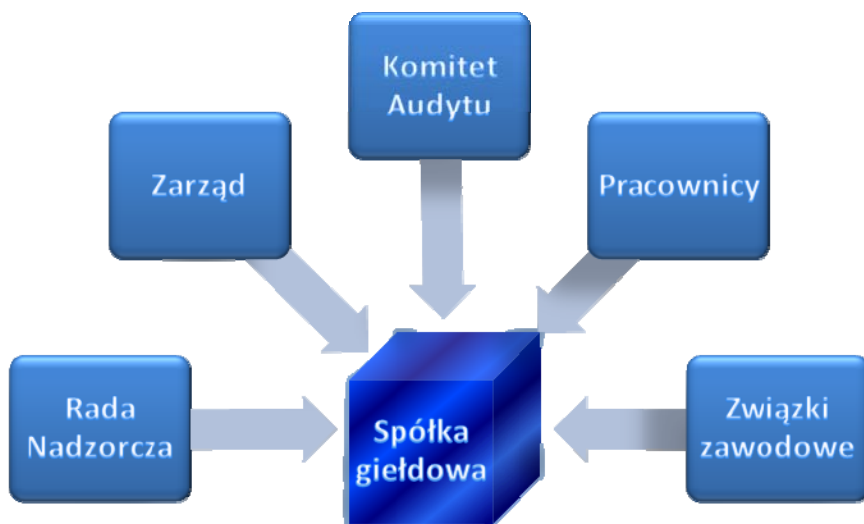 Komitet
Audytu
Zarząd
Pracownicy
Rada
Nadzorcza
Spółka
giełdowa
Związki
zawodowe